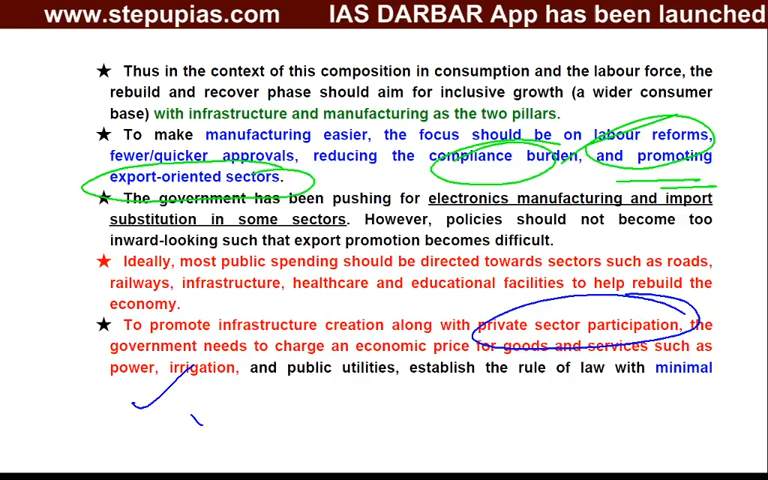 www.stepupias.com IAS DARBAR App has been launched
★ Thus in the context of this composition in consumption and the labour force, the
rebuild and recover phase should aim for inclusive growth (a wider consumer
base) with infrastructure and manufacturing as the two pillars.
★ To make manufacturing easier, the focus should be on labour reforms,
fewer/quicker approvals, reducing the compliance burden, and promoting
export-oriented sectors.
★ The government has been pushing for electronics manufacturing and import
substitution in some sectors. However, policies should not become too
inward-looking such that export promotion becomes difficult.
★ Ideally, most public spending should be directed towards sectors such as roads,
railways, infrastructure, healthcare and educational facilities to help rebuild the
economy.
★ To promote infrastructure creation along with private sector participation, the
government needs to charge an economic price for goods and services such as
power, irrigation, and public utilities, establish the rule of law with minimal